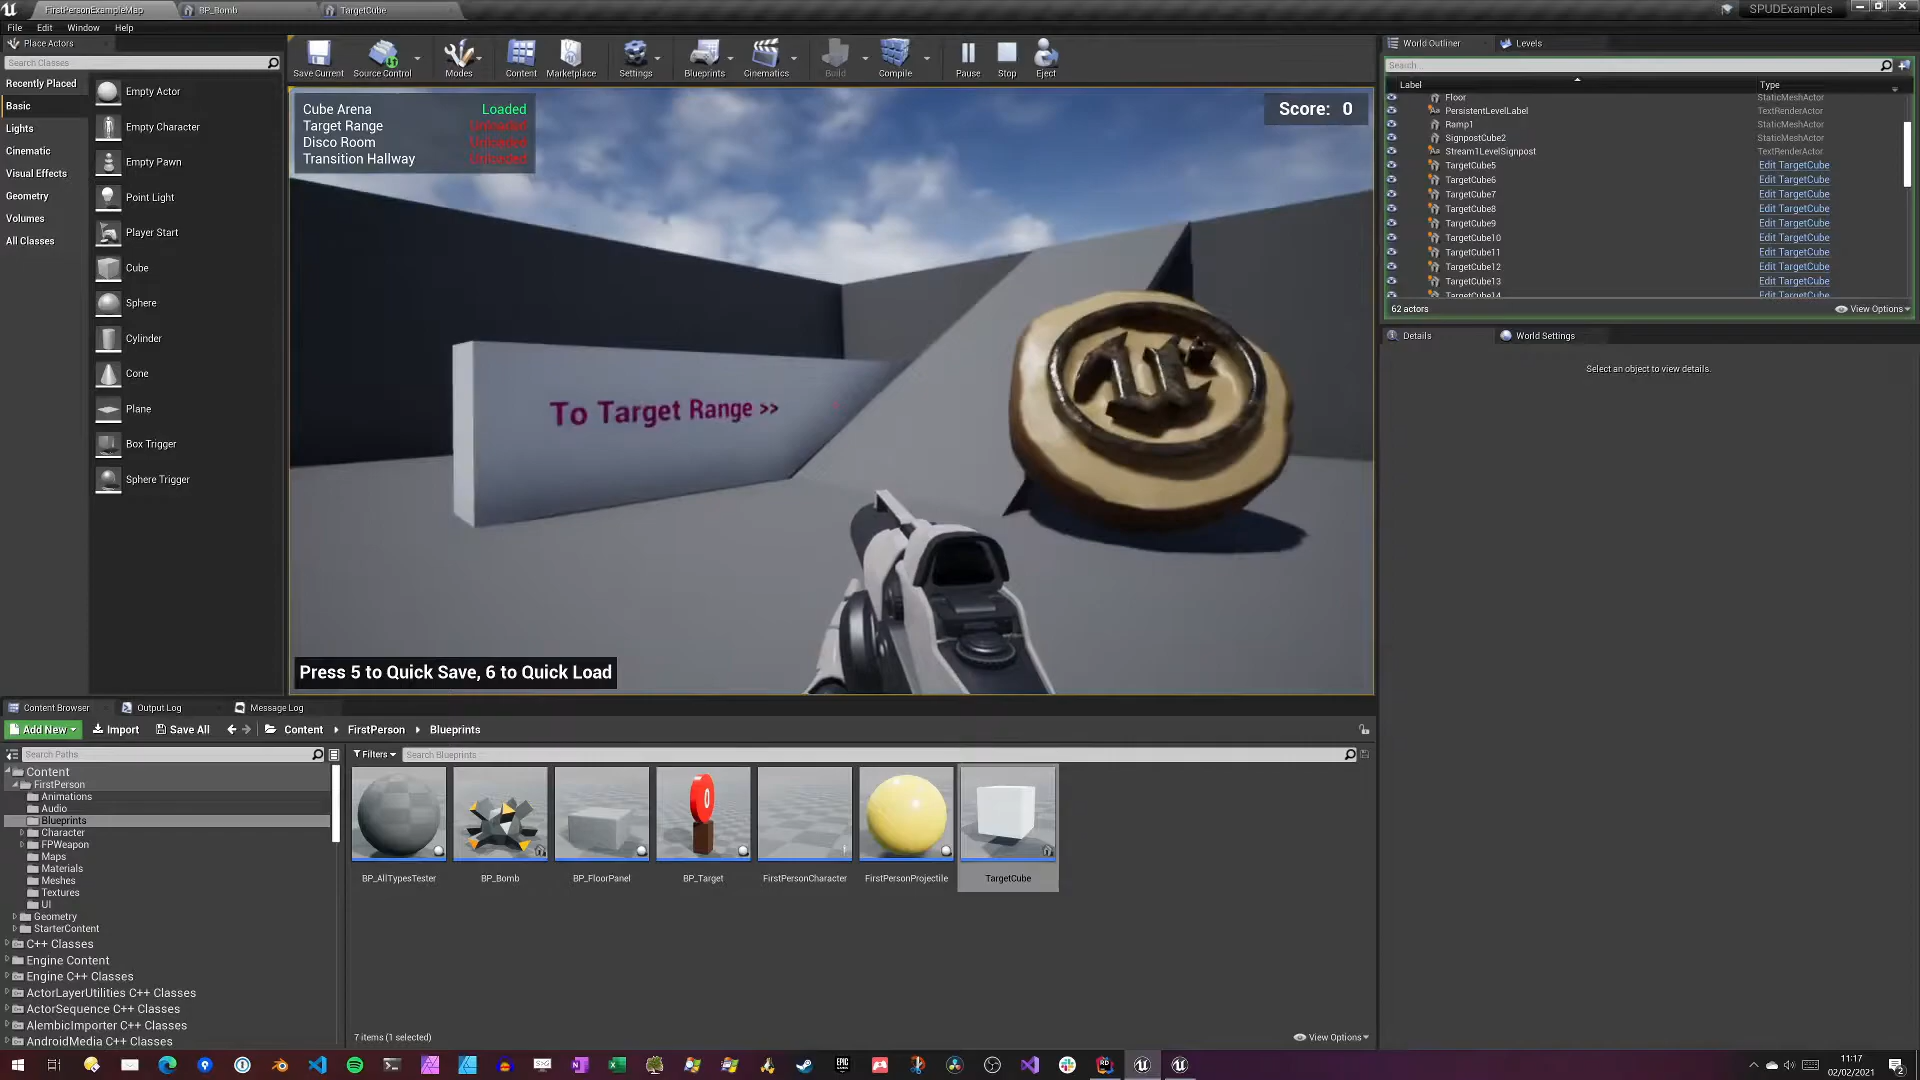 FirstPersonExampleMap
BP_Bomb
TargetCube
SPUDExamples
File Edit Window Help
Place Actors
Search Classes
Recently Placed
Basic
Lights
Cinematic
Visual Effects
Geometry
Volumes
All Classes
Empty Actor
Empty Character
Empty Pawn
Point Light
Player Start
Cube
Sphere
Cylinder
Cone
Plane
Box Trigger
Sphere Trigger
Save Current
Source Control
Modes
Content
Marketplace
Settings
Blueprints
Cinematics
Build
Compile
Pause
Stop
Eject
Cube Arena Loaded
Target Range Unloaded
Disco Room Unloaded
Transition Hallway Unloaded
Score: 0
To Target Range >>
Press 5 to Quick Save, 6 to Quick Load
World Outliner
Levels
Search...
Label Type
Floor StaticMeshActor
PersistentLevelLabel TextRenderActor
Ramp1 StaticMeshActor
SignpostCube2 StaticMeshActor
Stream1LevelSignpost TextRenderActor
TargetCube5 Edit TargetCube
TargetCube6 Edit TargetCube
TargetCube7 Edit TargetCube
TargetCube8 Edit TargetCube
TargetCube9 Edit TargetCube
TargetCube10 Edit TargetCube
TargetCube11 Edit TargetCube
TargetCube12 Edit TargetCube
TargetCube13 Edit TargetCube
TargetCube14 Edit TargetCube
62 actors
View Options
Details
World Settings
Select an object to view details.
Content Browser
Output Log
Message Log
Add New
Import
Save All
Content
FirstPerson
Blueprints
Search Paths
Filters
Search Blueprints
Content
FirstPerson
Animations
Audio
Blueprints
Character
FPWeapon
Maps
Materials
Meshes
Textures
UI
Geometry
StarterContent
C++ Classes
Engine Content
Engine C++ Classes
ActorLayerUtilities C++ Classes
ActorSequence C++ Classes
AlembicImporter C++ Classes
AndroidMedia C++ Classes
BP_AllTypesTester
BP_Bomb
BP_FloorPanel
BP_Target
FirstPersonCharacter
FirstPersonProjectile
TargetCube
7 items (1 selected)
View Options
11:17
02/02/2021